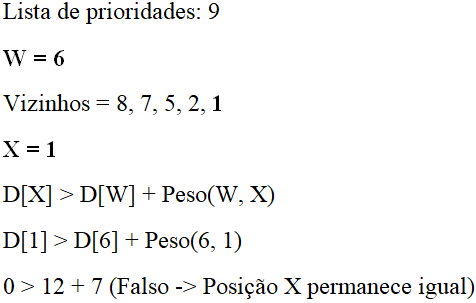 Lista de prioridades: 9
W = 6
Vizinhos = 8, 7, 5, 2, 1
X = 1
D[X] > D[W] + Peso(W, X)
D[1] > D[6] + Peso(6, 1)
0 > 12 + 7 (Falso -> Posição X permanece igual)